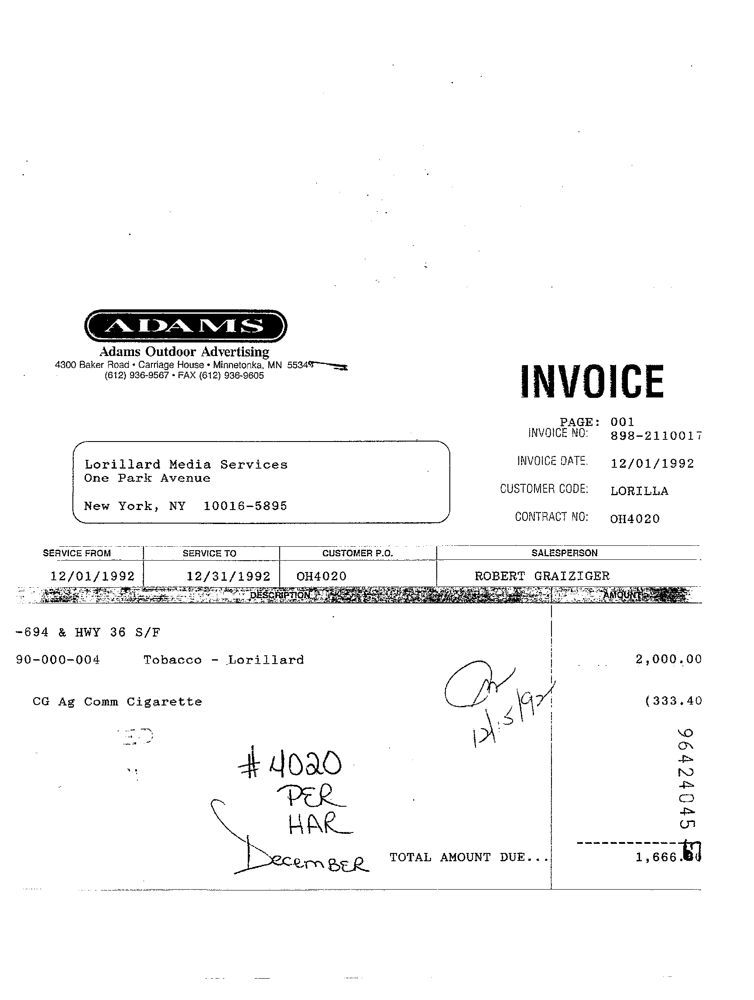 ADAMS
Adams Outdoor Advertising
4300 Baker Road • Carriage House • Minnetonka, MN 5534
(612) 936-9567 • FAX (612) 936-9605
INVOICE
PAGE: 001
INVOICE NO: 898-2110017
Lorillard Media Services
One Park Avenue
New York, NY 10016-5895
INVOICE DATE. 12/01/1992
CUSTOMER CODE: LORILLA
CONTRACT NO: OH4020
SERVICE FROM SERVICE TO CUSTOMER P.O. SALESPERSON
12/01/1992 12/31/1992 OH4020 ROBERT GRAIZIGER
DESCRIPTION AMOUNT
-694 & HWY 36 S/F
90-000-004 Tobacco - Lorillard 2,000.00
CG Ag Comm Cigarette (333.40
12/15/92
# 4020
PER
HAR
December
96424045
TOTAL AMOUNT DUE... 1,666.